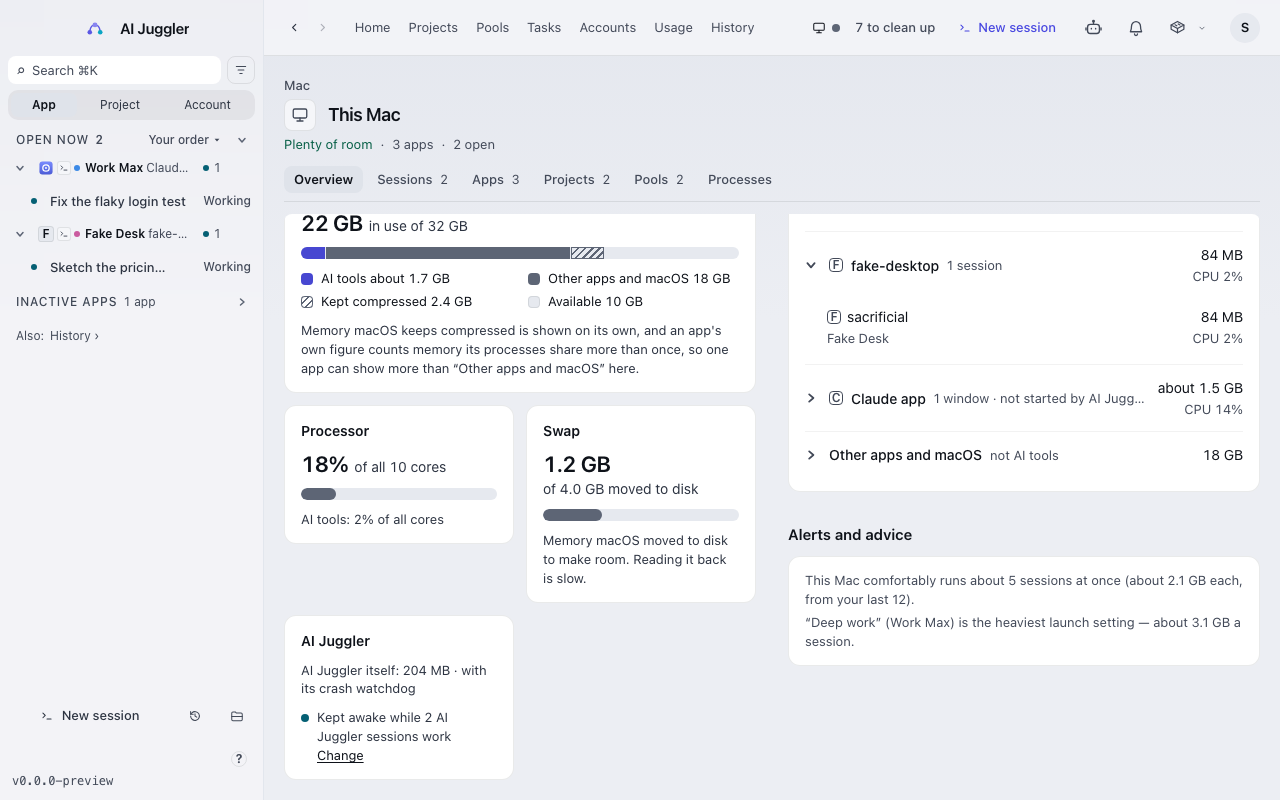 AI Juggler
Search ⌘K
App Project Account
OPEN NOW 2 Your order
Work Max Claud... 1
Fix the flaky login test Working
F Fake Desk fake-... 1
Sketch the pricin... Working
INACTIVE APPS 1 app
Also: History ›
New session
?
v0.0.0-preview
Home Projects Pools Tasks Accounts Usage History
7 to clean up
New session
S
Mac
This Mac
Plenty of room · 3 apps · 2 open
Overview Sessions 2 Apps 3 Projects 2 Pools 2 Processes
22 GB in use of 32 GB
AI tools about 1.7 GB
Other apps and macOS 18 GB
Kept compressed 2.4 GB
Available 10 GB
Memory macOS keeps compressed is shown on its own, and an app's
own figure counts memory its processes share more than once, so one
app can show more than “Other apps and macOS” here.
Processor
18% of all 10 cores
AI tools: 2% of all cores
Swap
1.2 GB
of 4.0 GB moved to disk
Memory macOS moved to disk
to make room. Reading it back
is slow.
AI Juggler
AI Juggler itself: 204 MB · with
its crash watchdog
Kept awake while 2 AI
Juggler sessions work
Change
F fake-desktop 1 session 84 MB
CPU 2%
F sacrificial 84 MB
Fake Desk CPU 2%
C Claude app 1 window · not started by AI Jugg... about 1.5 GB
CPU 14%
Other apps and macOS not AI tools 18 GB
Alerts and advice
This Mac comfortably runs about 5 sessions at once (about 2.1 GB each,
from your last 12).
“Deep work” (Work Max) is the heaviest launch setting — about 3.1 GB a
session.